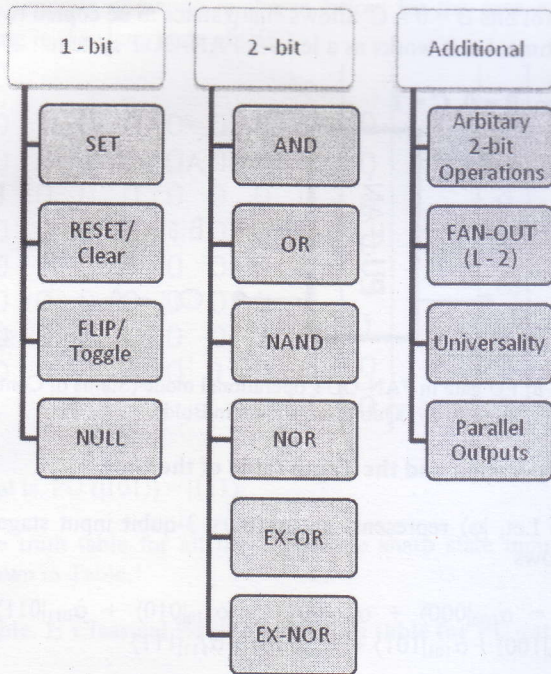 1 - bit
SET
RESET/
Clear
FLIP/
Toggle
NULL
2 - bit
AND
OR
NAND
NOR
EX-OR
EX-NOR
Additional
Arbitary
2-bit
Operations
FAN-OUT
(L - 2)
Universality
Parallel
Outputs